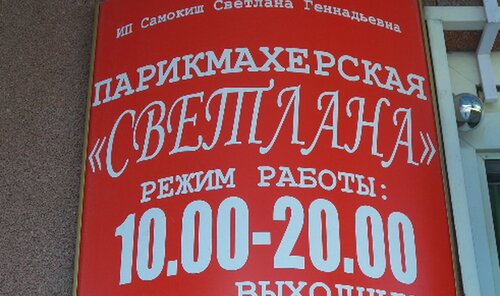 ИП Самокиш Светлана Геннадьевна
ПАРИКМАХЕРСКАЯ
«СВЕТЛАНА»
РЕЖИМ РАБОТЫ:
10.00-20.00